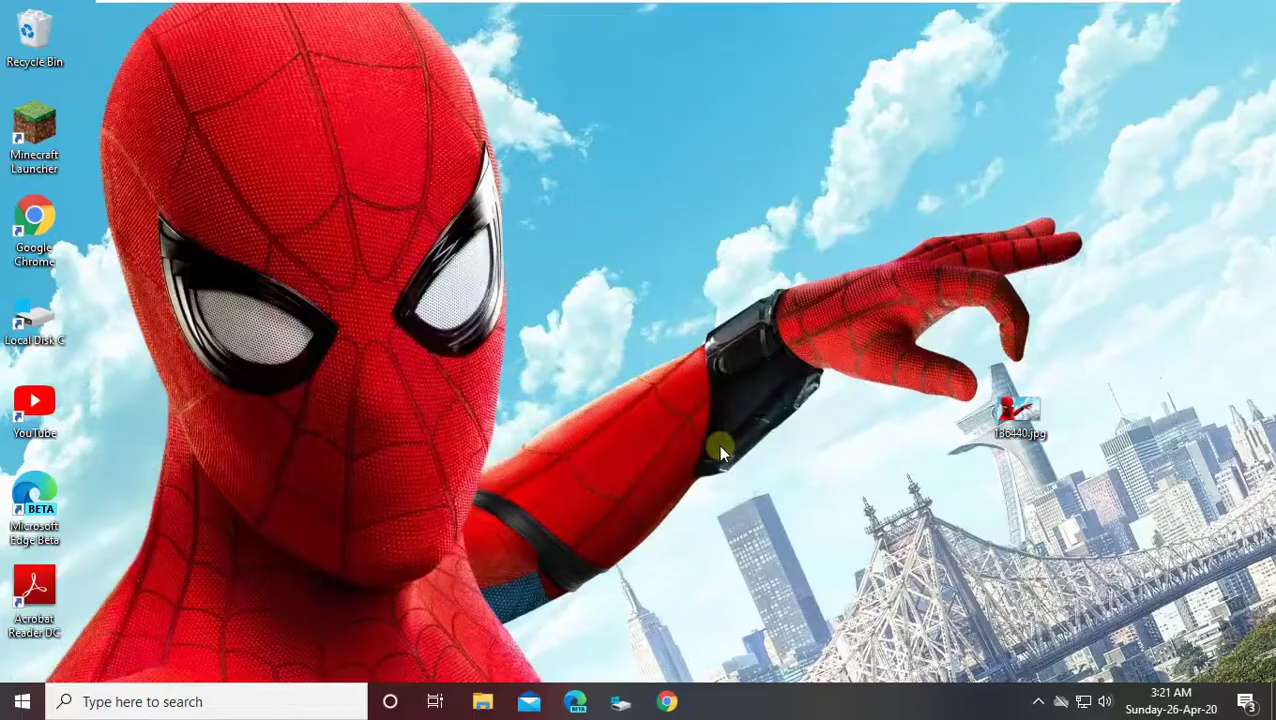 Recycle Bin
Minecraft
Launcher
Google
Chrome
Local Disk C
YouTube
BETA
Microsoft
Edge Beta
Acrobat
Reader DC
136440.jpg
Type here to search
BETA
3:21 AM
Sunday-26-Apr-20
3